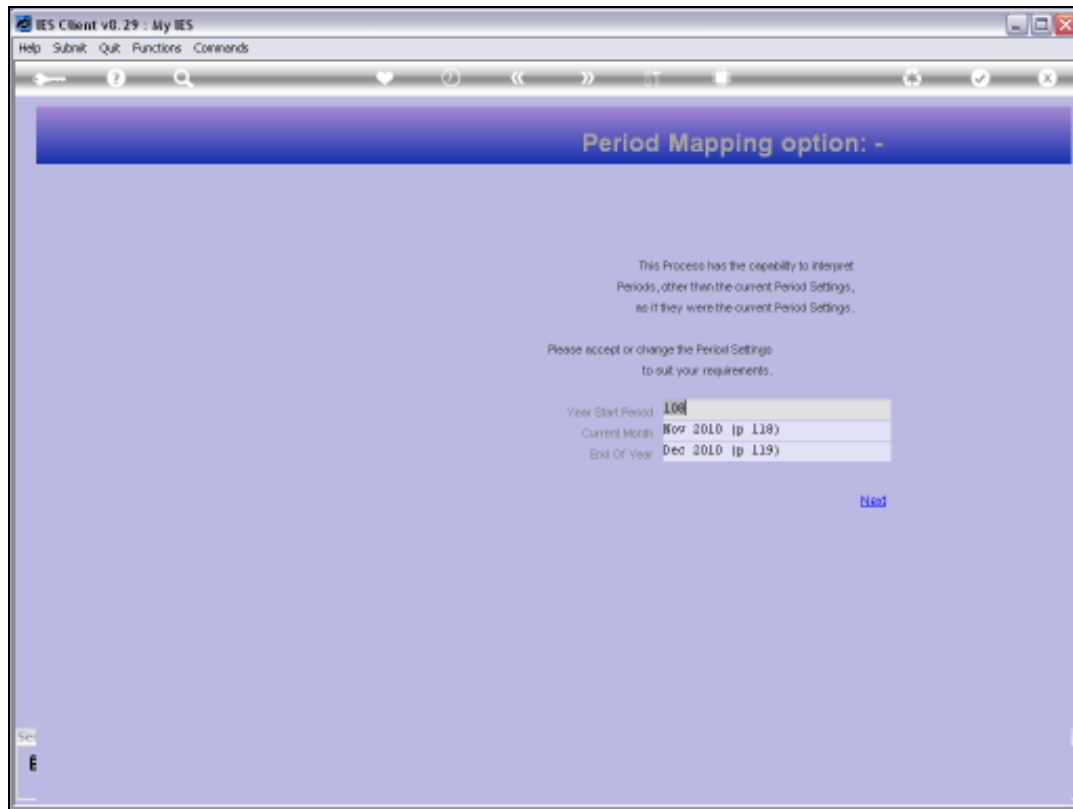 IES Client v8.29 : My IES
Help Submit Quit Functions Commands
Period Mapping option: -
This Process has the capability to interpret
Periods, other than the current Period Settings,
as if they were the current Period Settings.
Please accept or change the Period Settings
to suit your requirements.
Year Start Period 108
Current Month Nov 2010 (p 118)
End Of Year Dec 2010 (p 119)
Next
Ses